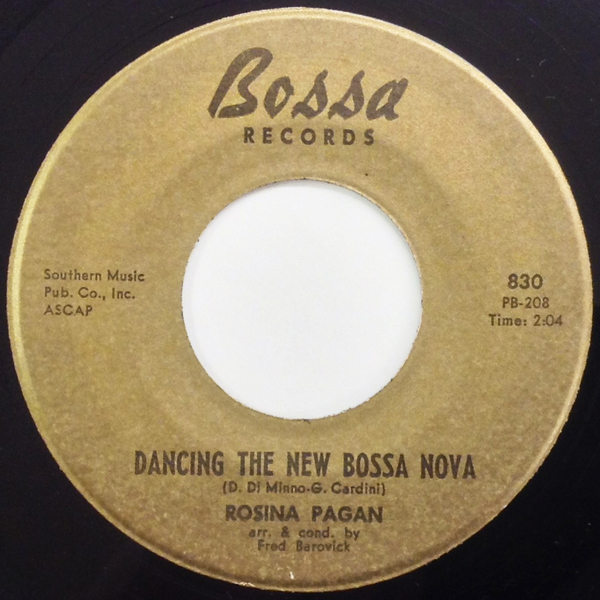 Bossa
RECORDS
Southern Music
Pub. Co., Inc.
ASCAP
830
PB-208
Time: 2:04
DANCING THE NEW BOSSA NOVA
(D. Di Minno-G. Cardini)
ROSINA PAGAN
arr. & cond. by
Fred Berovick